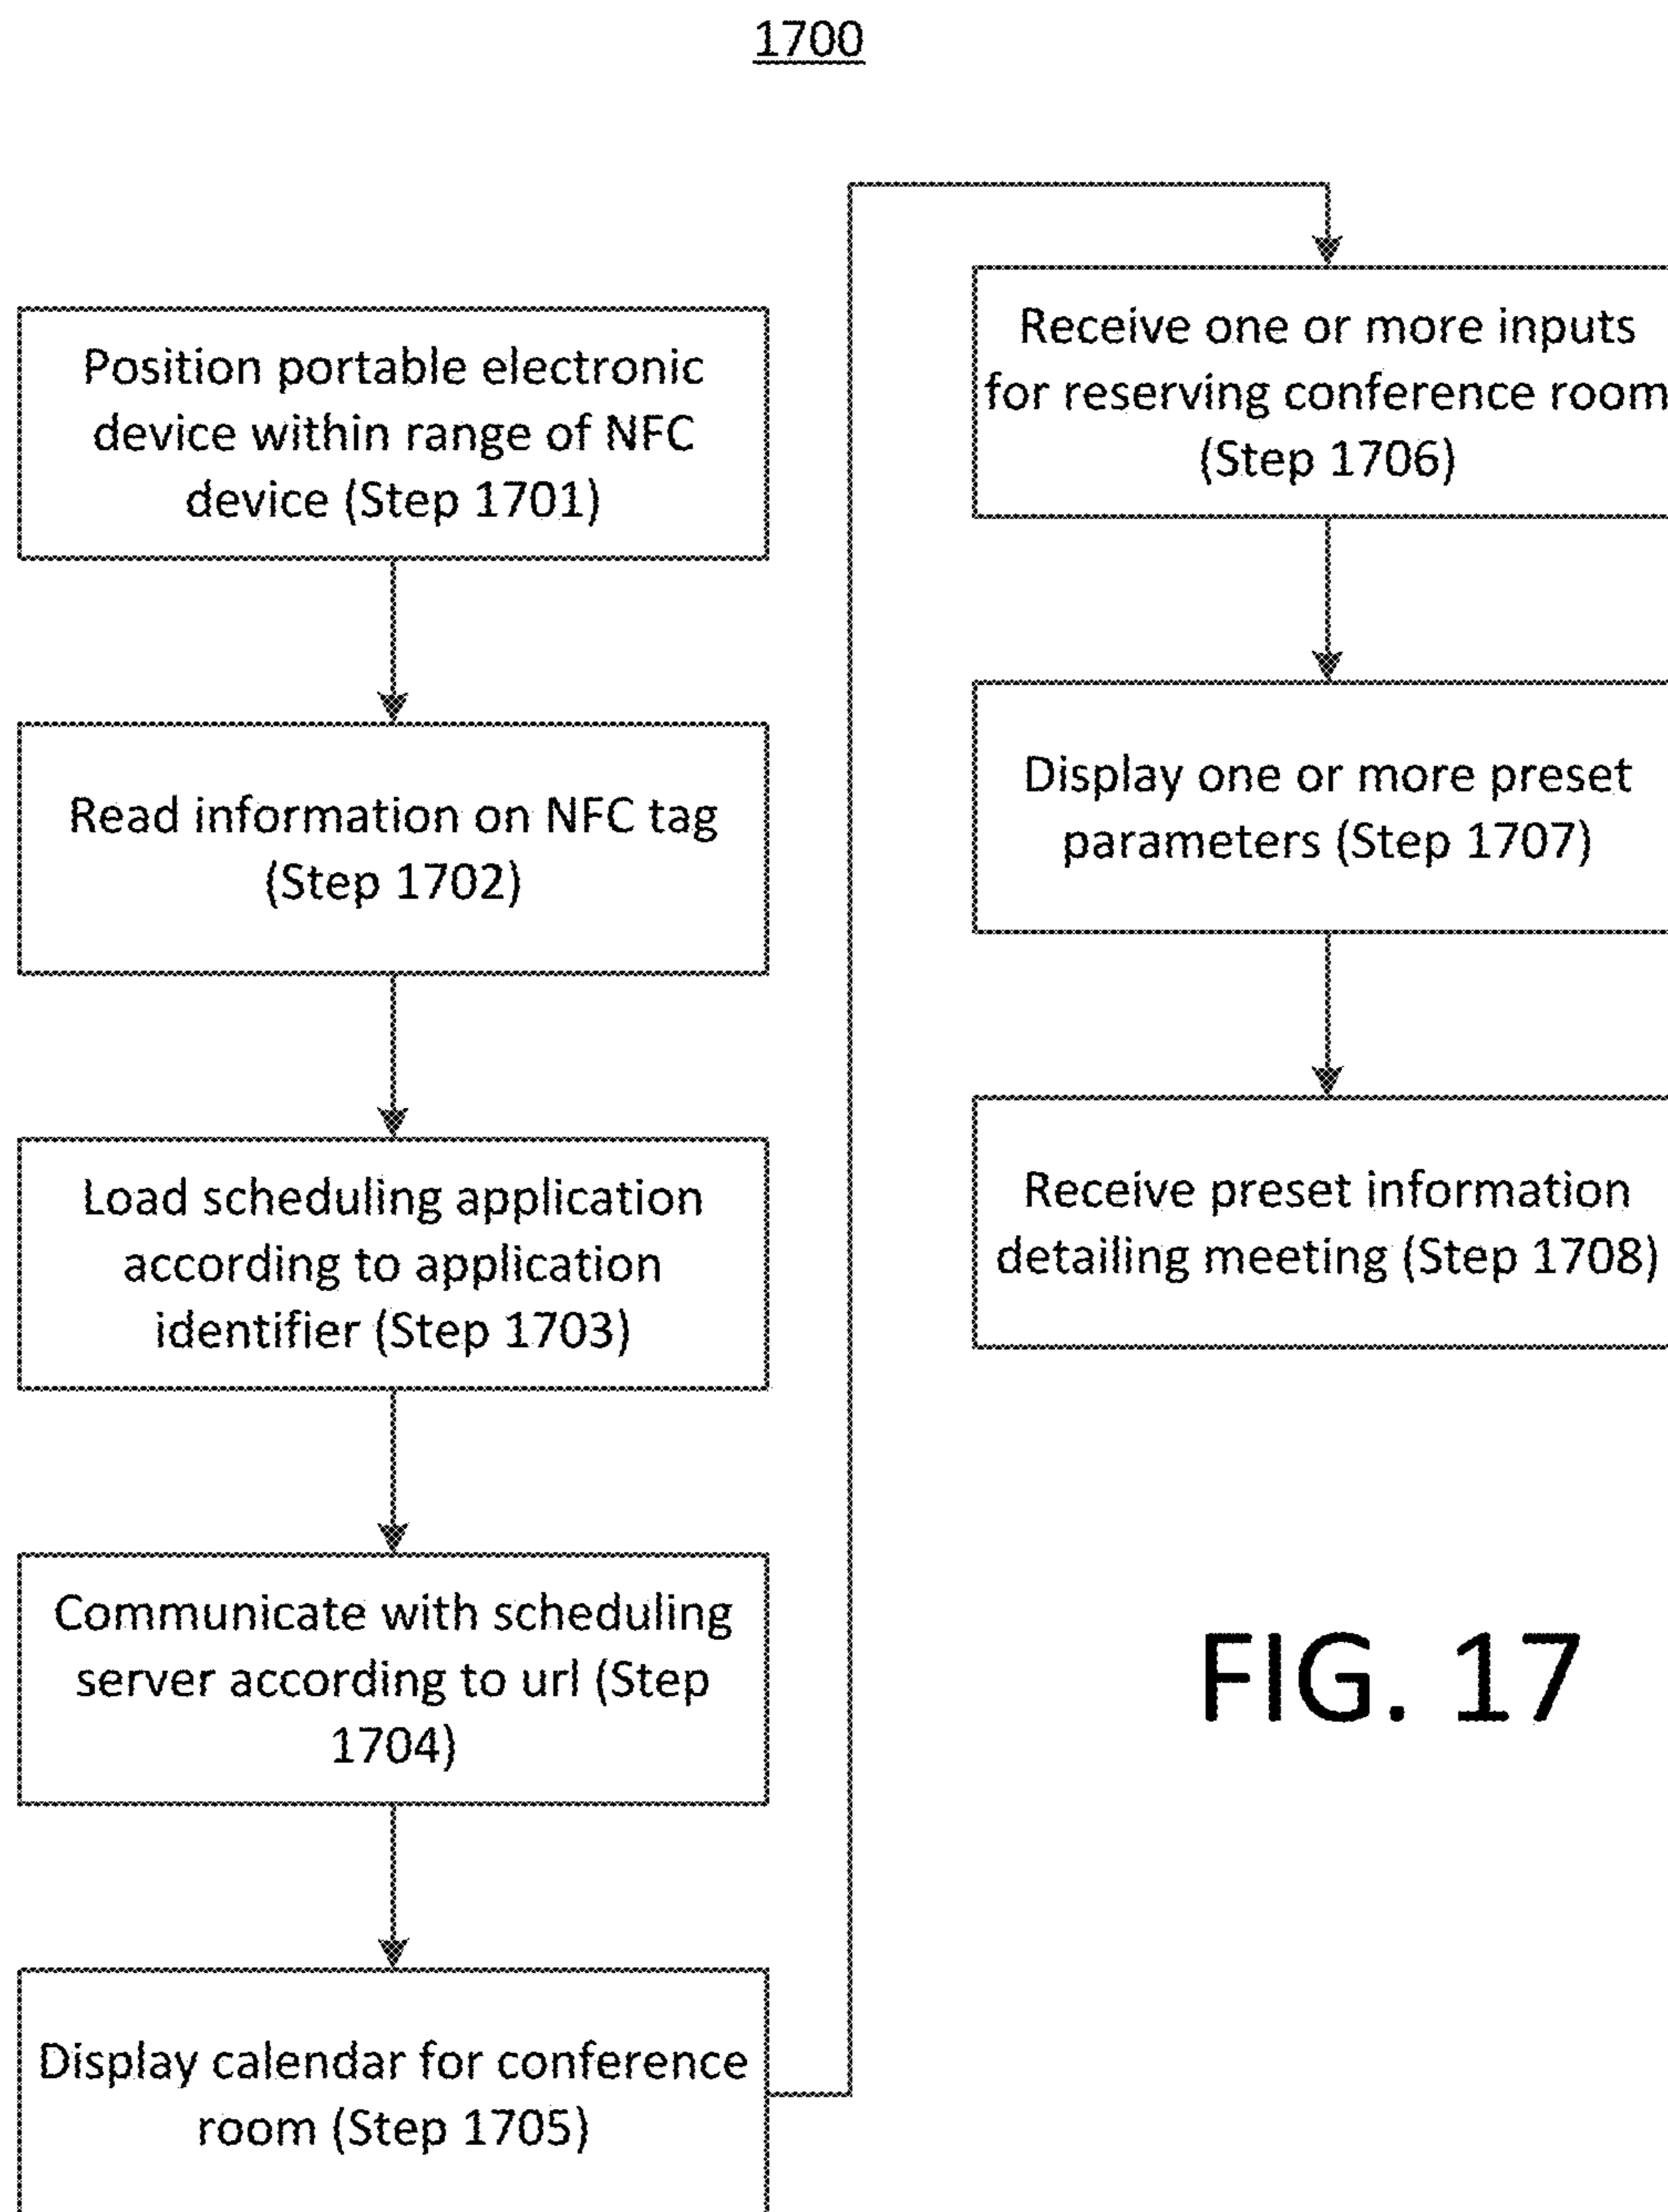 1700
Position portable electronic
device within range of NFC
device (Step 1701)
Read information on NFC tag
(Step 1702)
Load scheduling application
according to application
identifier (Step 1703)
Communicate with scheduling
server according to url (Step
1704)
Display calendar for conference
room (Step 1705)
Receive one or more inputs
for reserving conference room
(Step 1706)
Display one or more preset
parameters (Step 1707)
Receive preset information
detailing meeting (Step 1708)
FIG. 17